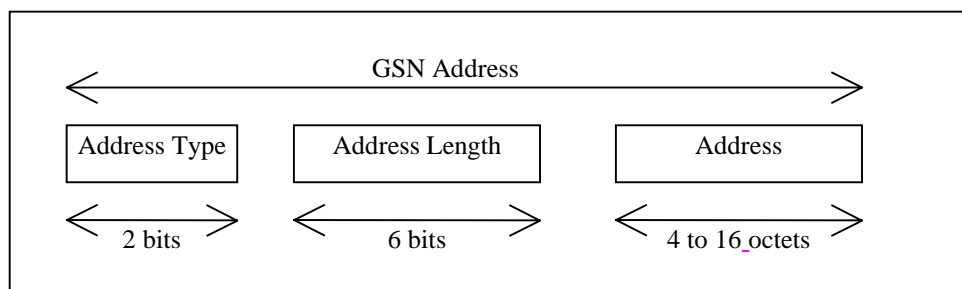 GSN Address
Address Type Address Length Address
2 bits 6 bits 4 to 16 octets